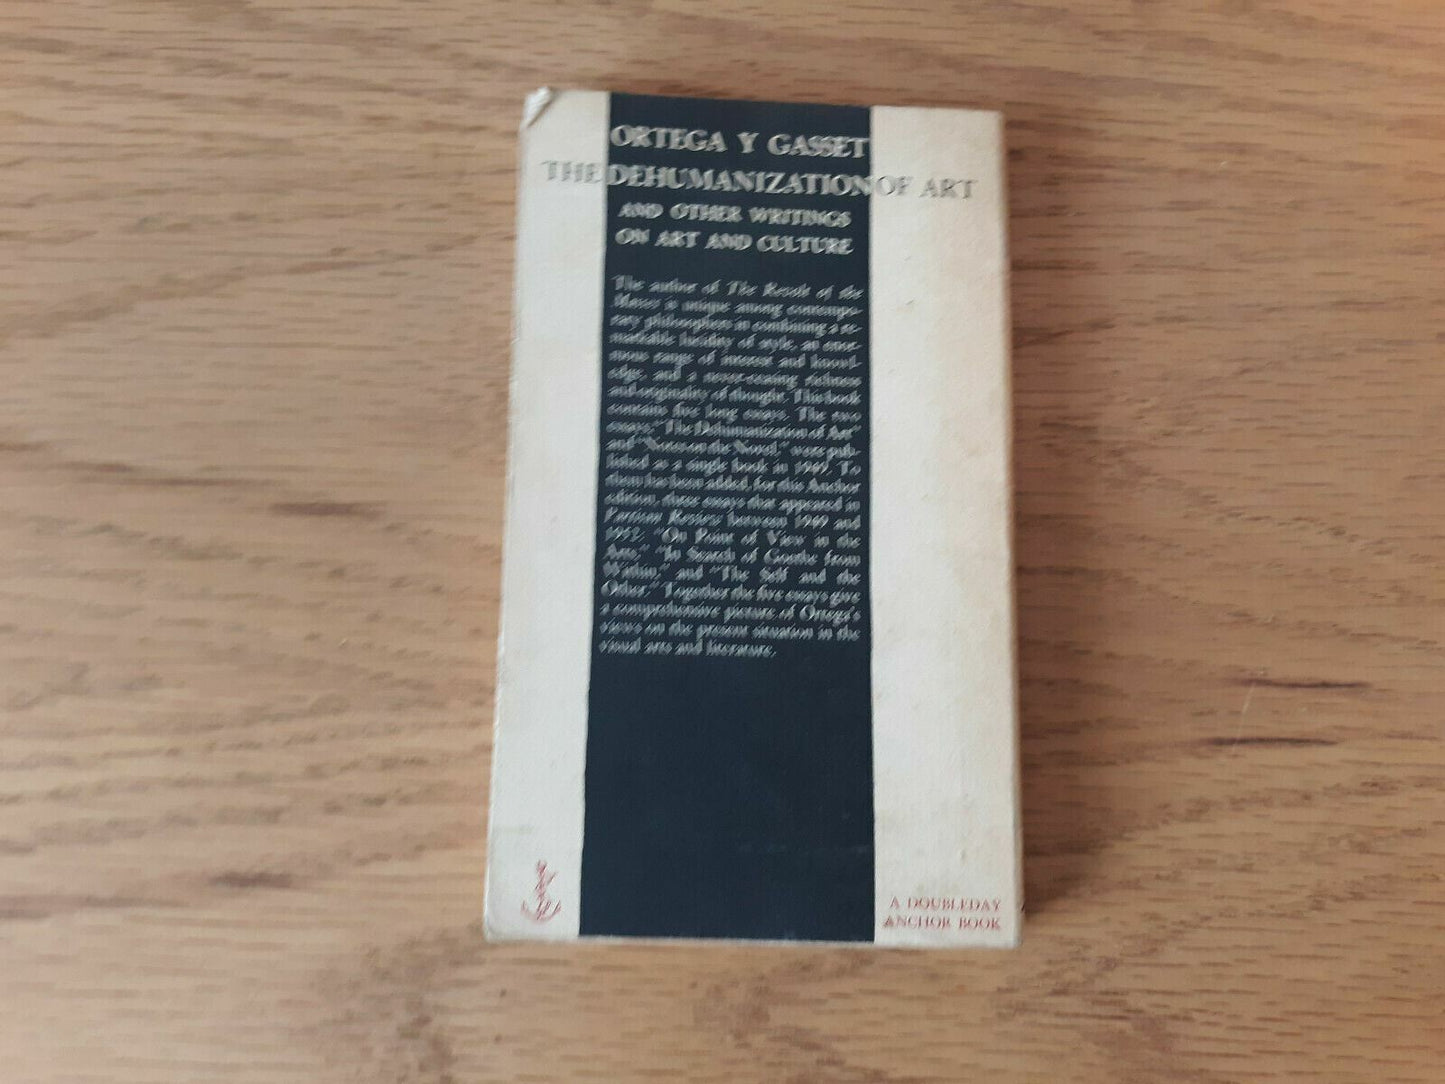 ORTEGA Y GASSET
THE DEHUMANIZATION OF ART
AND OTHER WRITINGS
ON ART AND CULTURE
The author of The Revolt of the
Masses is unique among contempo-
rary philosophers in combining a re-
markable lucidity of style, an enor-
mous range of interest and knowl-
edge, and a never-ceasing richness
and originality of thought. This book
contains five long essays. The two
essays, "The Dehumanization of Art"
and "Notes on the Novel," were pub-
lished as a single book in 1949. To
them has been added, for this Anchor
edition, three essays that appeared in
Partisan Review between 1949 and
1952, "On Point of View in the
Arts," "In Search of Goethe from
Within," and "The Self and the
Other." Together the five essays give
a comprehensive picture of Ortega's
views on the present situation in the
visual arts and literature.
A DOUBLEDAY
ANCHOR BOOK